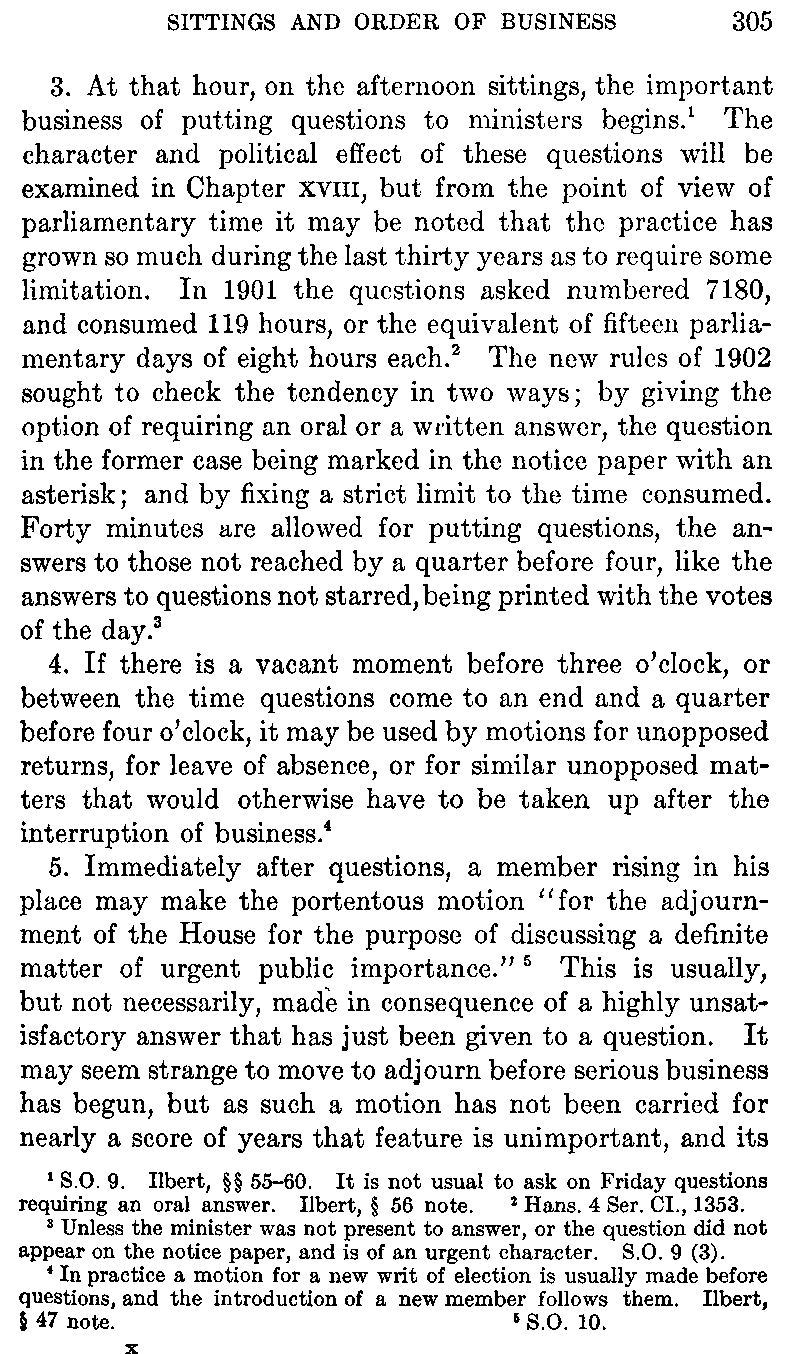 SITTINGS AND ORDER OF BUSINESS 305
3. At that hour, on the afternoon sittings, the important
business of putting questions to ministers begins.¹ The
character and political effect of these questions will be
examined in Chapter XVIII, but from the point of view of
parliamentary time it may be noted that the practice has
grown so much during the last thirty years as to require some
limitation. In 1901 the questions asked numbered 7180,
and consumed 119 hours, or the equivalent of fifteen parlia-
mentary days of eight hours each.² The new rules of 1902
sought to check the tendency in two ways; by giving the
option of requiring an oral or a written answer, the question
in the former case being marked in the notice paper with an
asterisk; and by fixing a strict limit to the time consumed.
Forty minutes are allowed for putting questions, the an-
swers to those not reached by a quarter before four, like the
answers to questions not starred, being printed with the votes
of the day.³
4. If there is a vacant moment before three o'clock, or
between the time questions come to an end and a quarter
before four o'clock, it may be used by motions for unopposed
returns, for leave of absence, or for similar unopposed mat-
ters that would otherwise have to be taken up after the
interruption of business.⁴
5. Immediately after questions, a member rising in his
place may make the portentous motion "for the adjourn-
ment of the House for the purpose of discussing a definite
matter of urgent public importance." ⁵ This is usually,
but not necessarily, made in consequence of a highly unsat-
isfactory answer that has just been given to a question. It
may seem strange to move to adjourn before serious business
has begun, but as such a motion has not been carried for
nearly a score of years that feature is unimportant, and its
¹ S.O. 9. Ilbert, §§ 55–60. It is not usual to ask on Friday questions
requiring an oral answer. Ilbert, § 56 note. ² Hans. 4 Ser. CI., 1353.
³ Unless the minister was not present to answer, or the question did not
appear on the notice paper, and is of an urgent character. S.O. 9 (3).
⁴ In practice a motion for a new writ of election is usually made before
questions, and the introduction of a new member follows them. Ilbert,
§ 47 note. ⁵ S.O. 10.
x